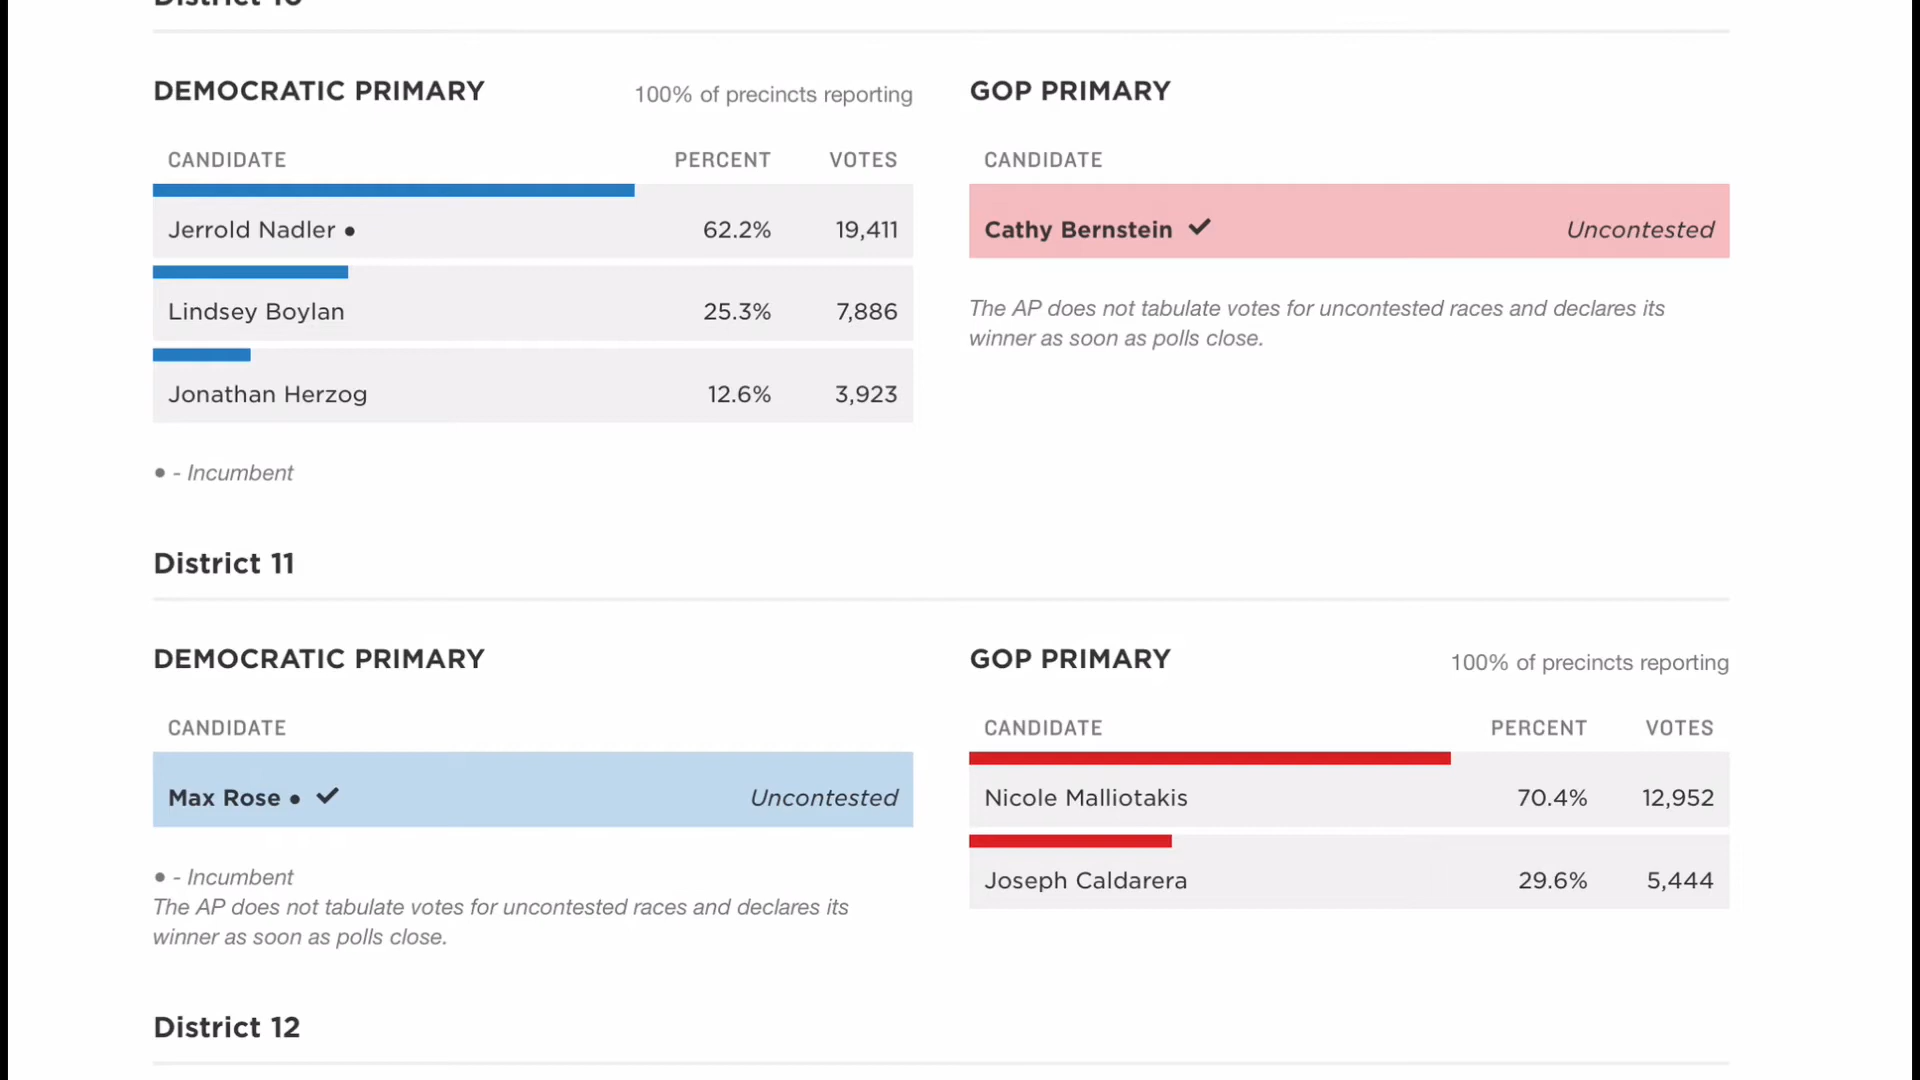 District 10
DEMOCRATIC PRIMARY 100% of precincts reporting
CANDIDATE PERCENT VOTES
Jerrold Nadler ● 62.2% 19,411
Lindsey Boylan 25.3% 7,886
Jonathan Herzog 12.6% 3,923
● - Incumbent
GOP PRIMARY
CANDIDATE
Cathy Bernstein ✓ Uncontested
The AP does not tabulate votes for uncontested races and declares its
winner as soon as polls close.
District 11
DEMOCRATIC PRIMARY
CANDIDATE
Max Rose ● ✓ Uncontested
● - Incumbent
The AP does not tabulate votes for uncontested races and declares its
winner as soon as polls close.
GOP PRIMARY 100% of precincts reporting
CANDIDATE PERCENT VOTES
Nicole Malliotakis 70.4% 12,952
Joseph Caldarera 29.6% 5,444
District 12